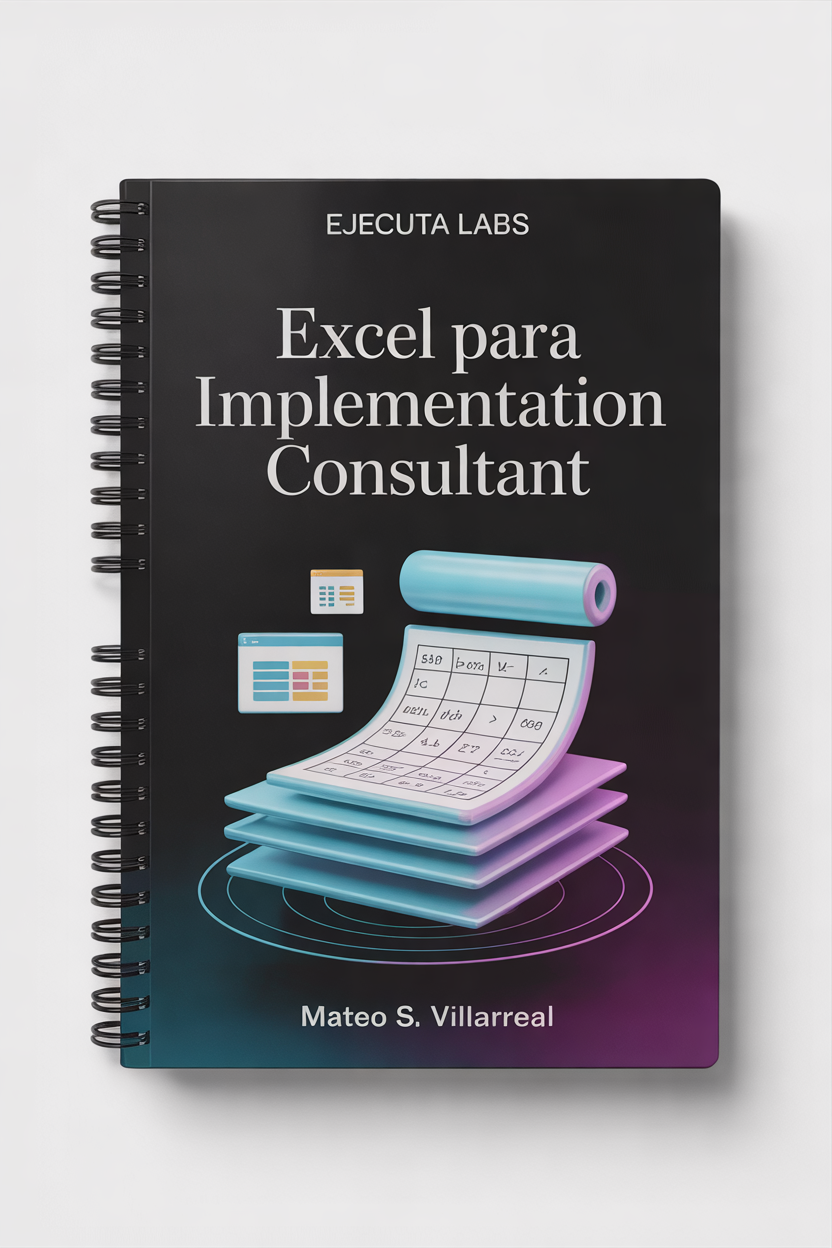 EJECUTA LABS
Excel para
Implementation
Consultant
Mateo S. Villarreal